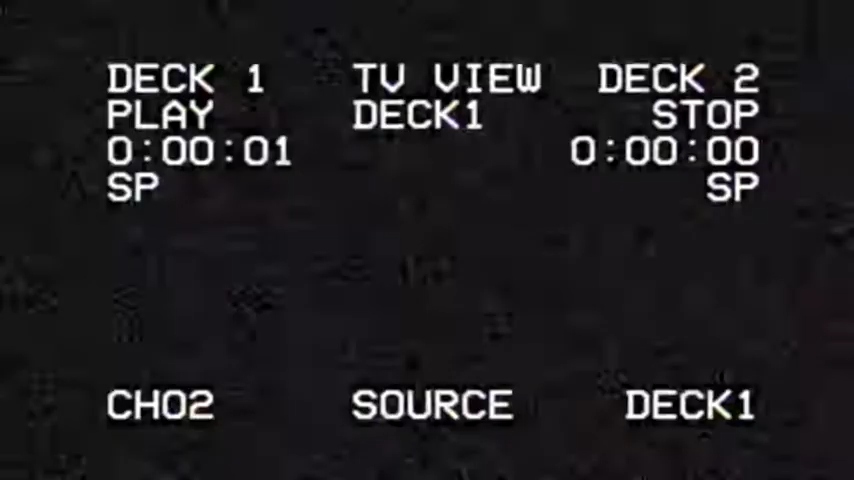 DECK 1 TV VIEW DECK 2
PLAY DECK1 STOP
0:00:01 0:00:00
SP SP
CH02 SOURCE DECK1